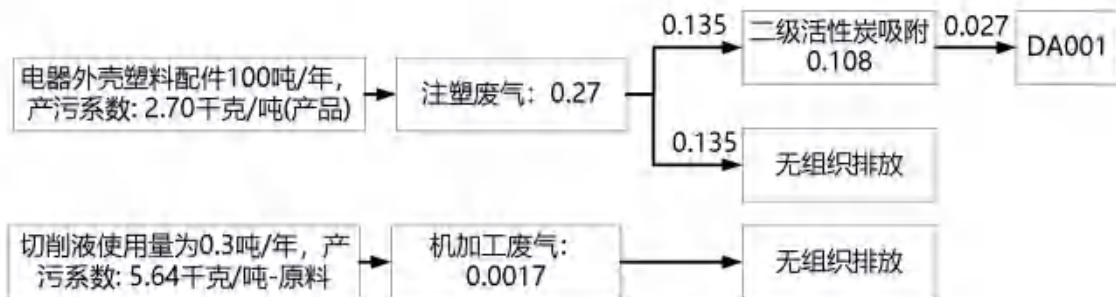 0.135
二级活性炭吸附
0.108
0.027
DA001
电器外壳塑料配件100吨/年，
产污系数: 2.70千克/吨(产品)
注塑废气：0.27
0.135
无组织排放
切削液使用量为0.3吨/年，产
污系数: 5.64千克/吨-原料
机加工废气：
0.0017
无组织排放